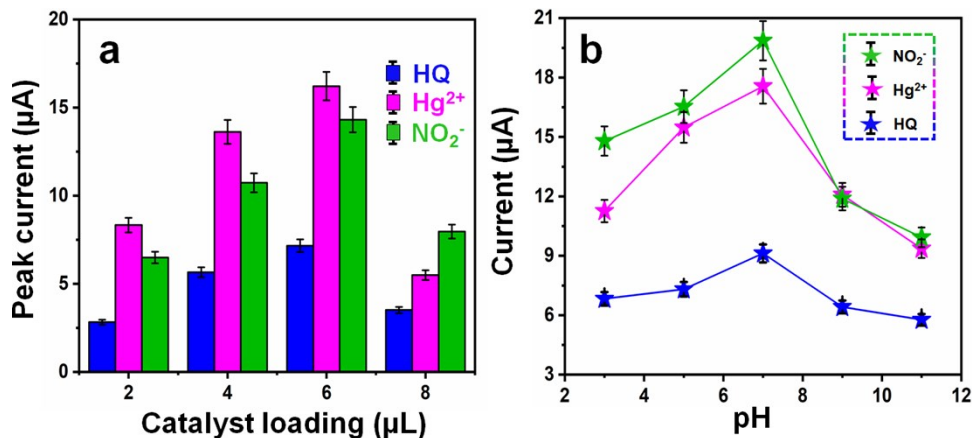 a
Peak current (µA)
20
15
10
5
0
HQ
Hg²⁺
NO₂⁻
2 4 6 8
Catalyst loading (µL)
b
Current (µA)
21
18
15
12
9
6
3
NO₂⁻
Hg²⁺
HQ
2 4 6 8 10 12
pH